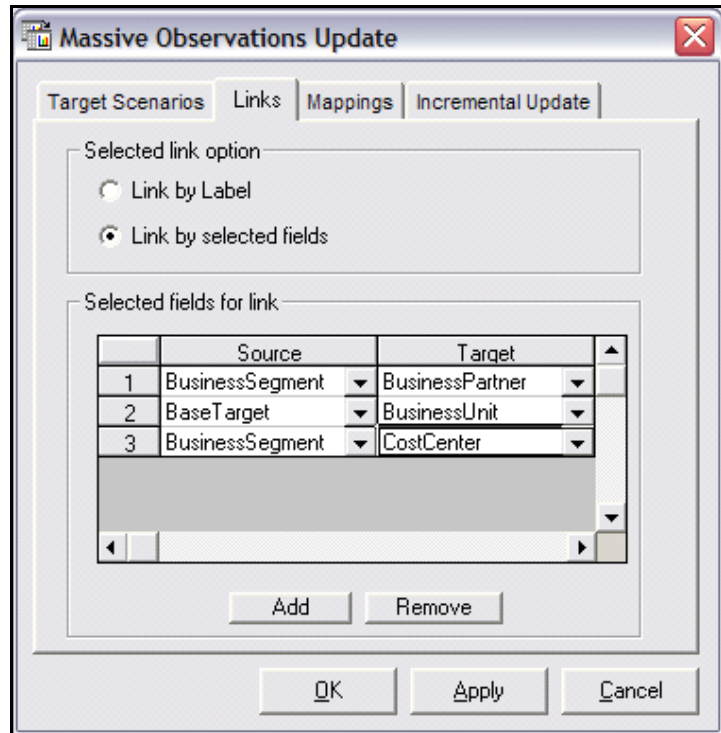 Massive Observations Update
Target Scenarios Links Mappings Incremental Update
Selected link option
Link by Label
Link by selected fields
Selected fields for link
Source Target
1 BusinessSegment BusinessPartner
2 BaseTarget BusinessUnit
3 BusinessSegment CostCenter
Add Remove
OK Apply Cancel